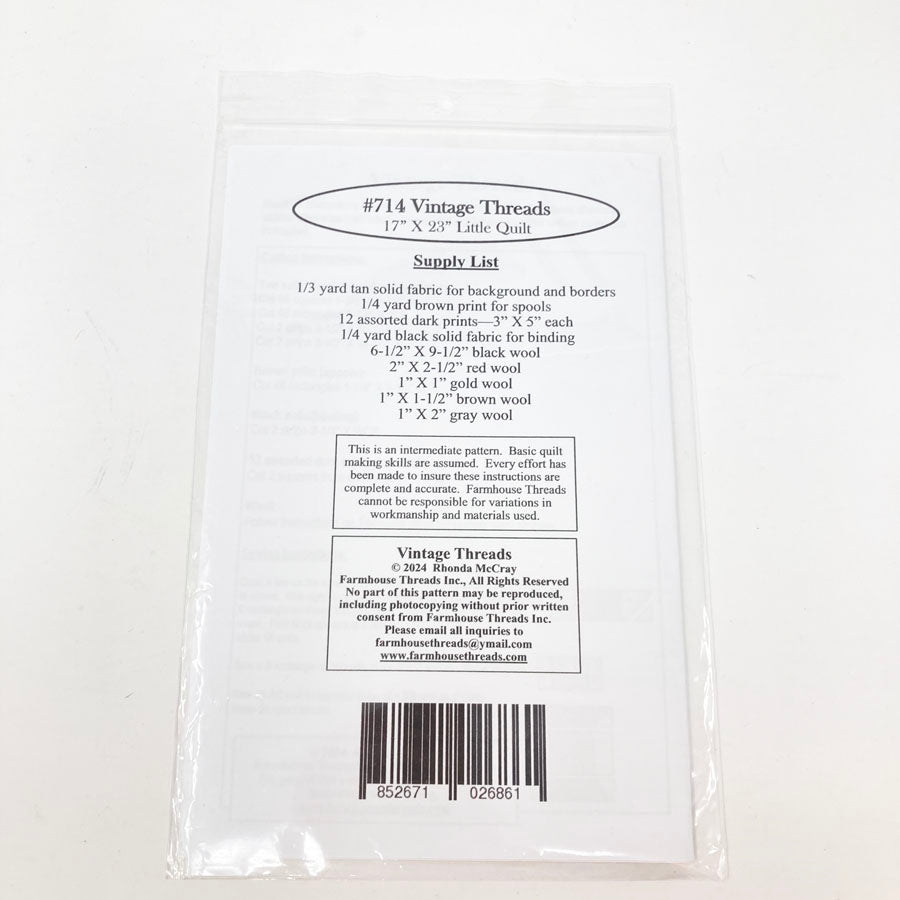 #714 Vintage Threads
17” X 23” Little Quilt
Supply List
1/3 yard tan solid fabric for background and borders
1/4 yard brown print for spools
12 assorted dark prints—3” X 5” each
1/4 yard black solid fabric for binding
6-1/2” X 9-1/2” black wool
2” X 2-1/2” red wool
1” X 1” gold wool
1” X 1-1/2” brown wool
1” X 2” gray wool
This is an intermediate pattern. Basic quilt
making skills are assumed. Every effort has
been made to insure these instructions are
complete and accurate. Farmhouse Threads
cannot be responsible for variations in
workmanship and materials used.
Vintage Threads
© 2024 Rhonda McCray
Farmhouse Threads Inc., All Rights Reserved
No part of this pattern may be reproduced,
including photocopying without prior written
consent from Farmhouse Threads Inc.
Please email all inquiries to
farmhousethreads@ymail.com
www.farmhousethreads.com
852671 026861